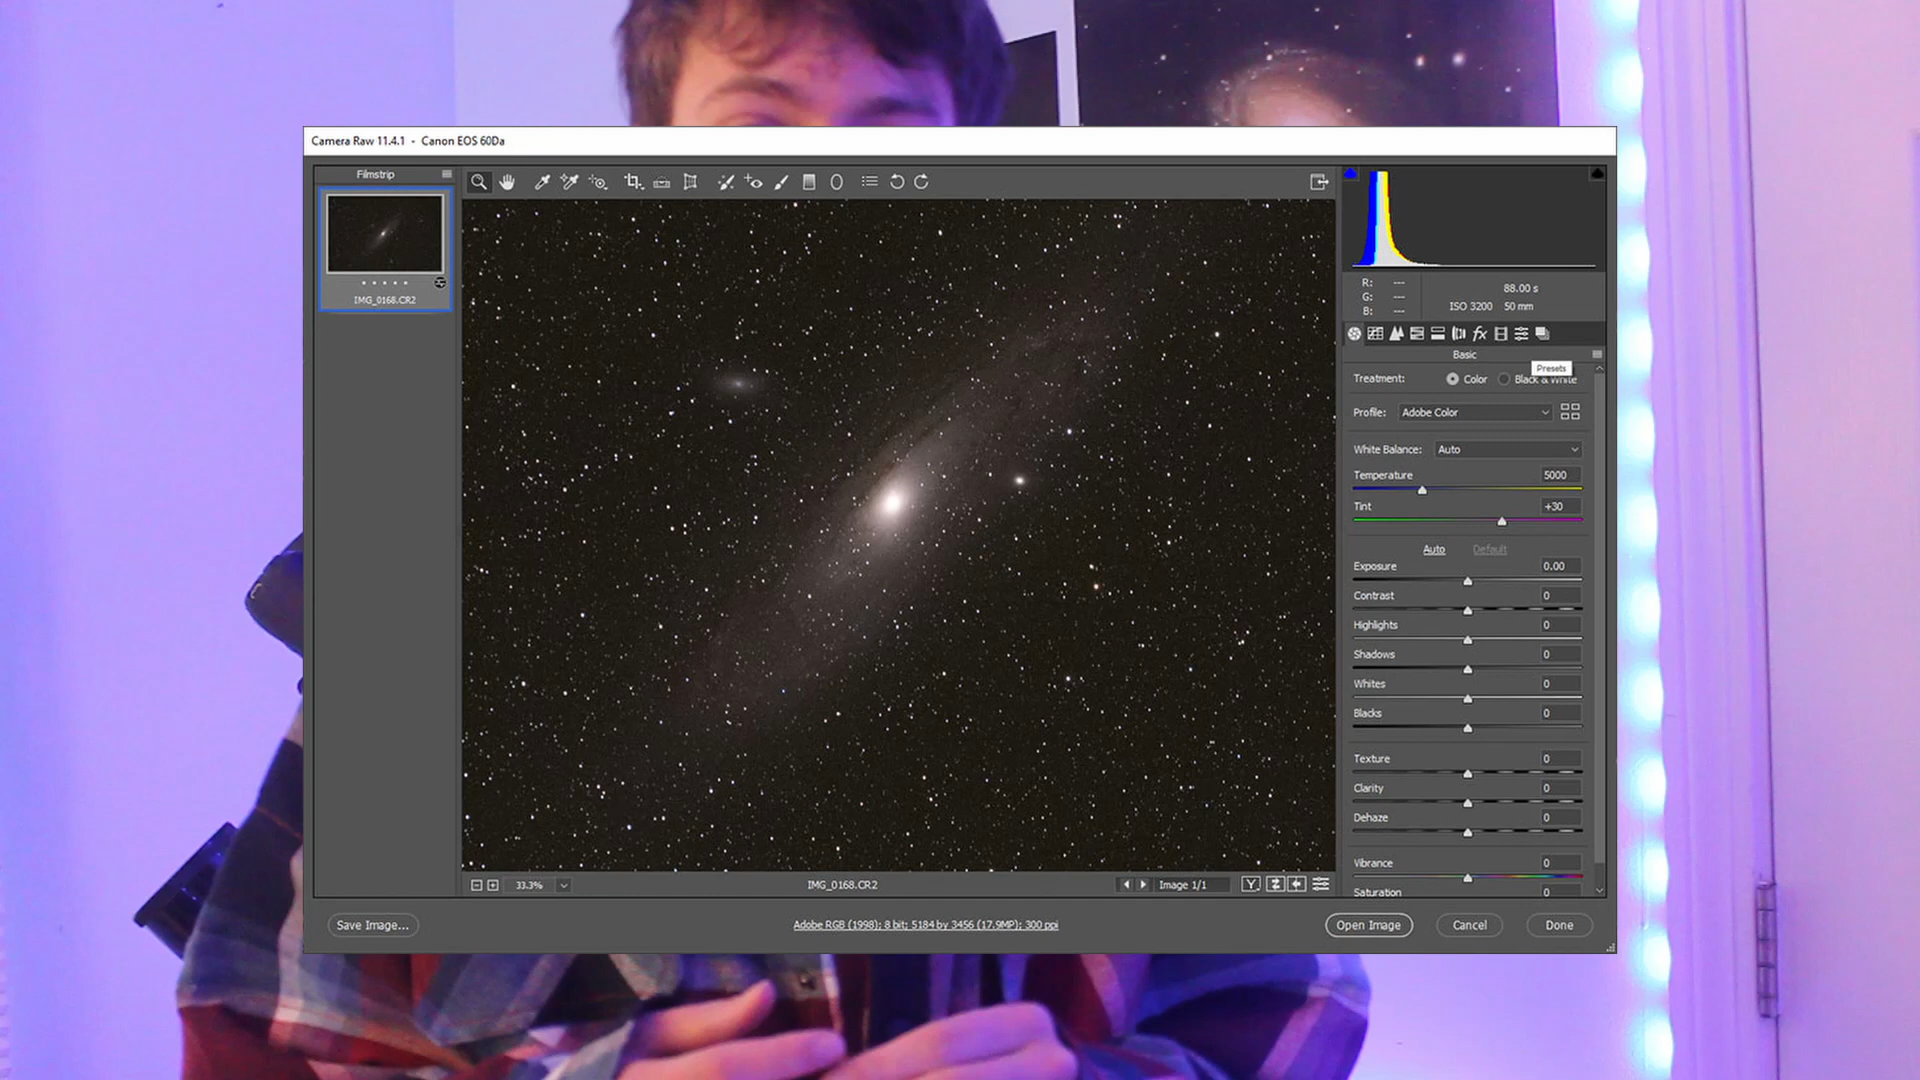 Camera Raw 11.4.1 - Canon EOS 60Da
Filmstrip
IMG_0168.CR2
R: ---
G: ---
B: ---
88.00 s
ISO 3200 50 mm
Basic
Presets
Treatment: Color Black & White
Profile: Adobe Color
White Balance: Auto
Temperature 5000
Tint +30
Auto Default
Exposure 0.00
Contrast 0
Highlights 0
Shadows 0
Whites 0
Blacks 0
Texture 0
Clarity 0
Dehaze 0
Vibrance 0
Saturation 0
33.3%
IMG_0168.CR2
Image 1/1
Y
Save Image...
Adobe RGB (1998); 8 bit; 5184 by 3456 (17.9MP); 300 ppi
Open Image Cancel Done